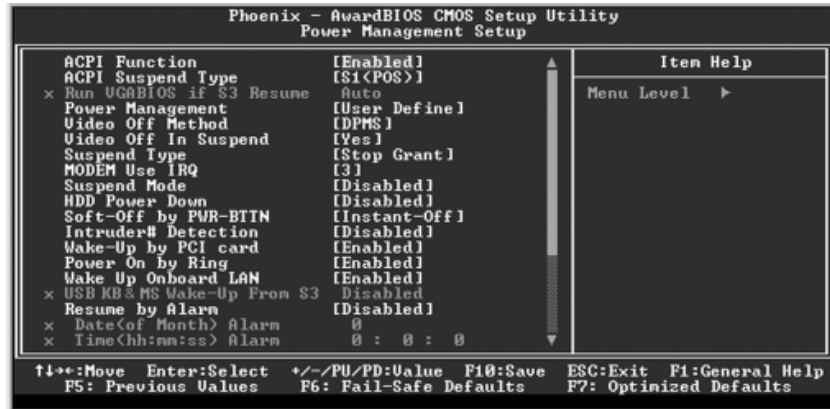 Phoenix - AwardBIOS CMOS Setup Utility
Power Management Setup
ACPI Function [Enabled]
ACPI Suspend Type [S1(POS)]
x Run VGABIOS if S3 Resume Auto
Power Management [User Define]
Video Off Method [DPMS]
Video Off In Suspend [Yes]
Suspend Type [Stop Grant]
MODEM Use IRQ [3]
Suspend Mode [Disabled]
HDD Power Down [Disabled]
Soft-Off by PWR-BTTN [Instant-Off]
Intruder# Detection [Disabled]
Wake-Up by PCI card [Enabled]
Power On by Ring [Enabled]
Wake Up Onboard LAN [Enabled]
x USB KB & MS Wake-Up From S3 Disabled
Resume by Alarm [Disabled]
x Date(of Month) Alarm 0
x Time(hh:mm:ss) Alarm 0 : 0 : 0
Item Help
Menu Level ►
↑↓→←:Move Enter:Select +/-/PU/PD:Value F10:Save ESC:Exit F1:General Help
F5: Previous Values F6: Fail-Safe Defaults F7: Optimized Defaults